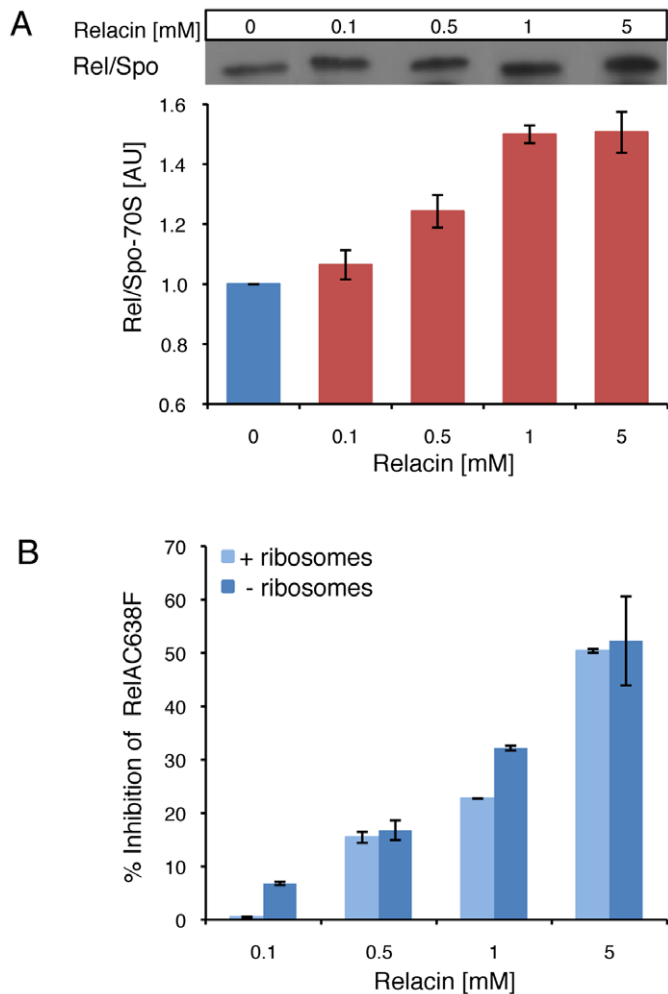 A
Relacin [mM] 0 0.1 0.5 1 5
Rel/Spo
Rel/Spo-70S [AU]
1.6
1.4
1.2
1.0
0.8
0.6
0 0.1 0.5 1 5
Relacin [mM]
B
% Inhibition of RelAC638F
70
60
50
40
30
20
10
0
+ ribosomes
- ribosomes
0.1 0.5 1 5
Relacin [mM]